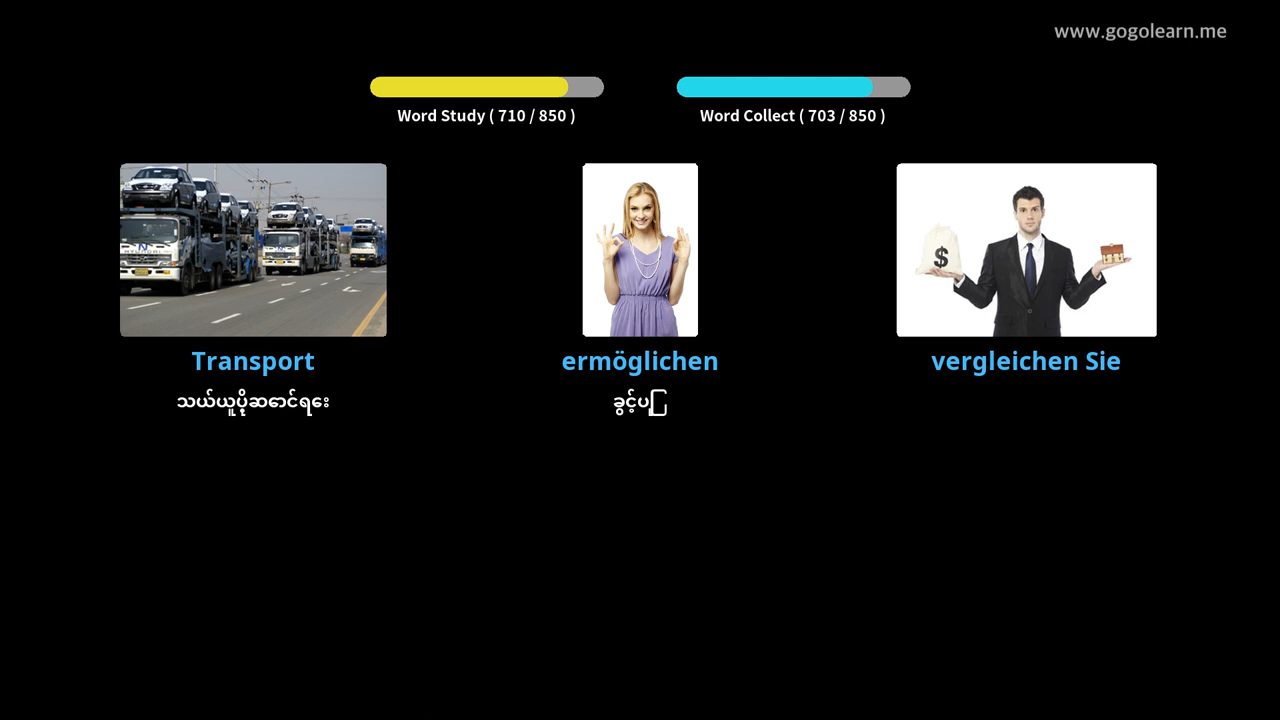 www.gogolearn.me
Word Study ( 710 / 850 )
Word Collect ( 703 / 850 )
Transport
ermöglichen
vergleichen Sie
သယ်ယူပို့ဆောင်ရေး
ခွင့်ပြု